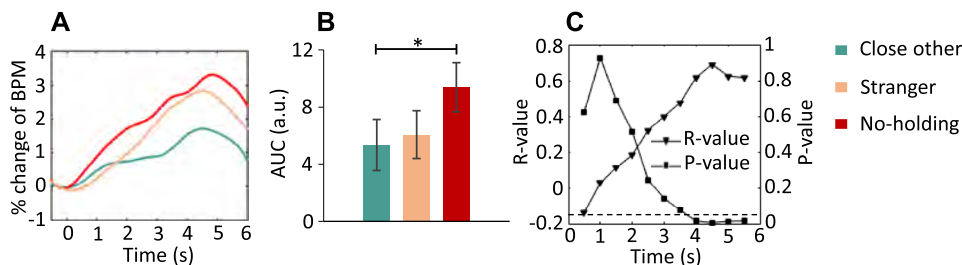 A
% change of BPM
4
3
2
1
0
-1
0 1 2 3 4 5 6
Time (s)
B
*
AUC (a.u.)
12
8
4
0
C
R-value
0.8
0.6
0.4
0.2
0
-0.2
R-value
P-value
1
0.8
0.6
0.4
0.2
0
P-value
0 1 2 3 4 5
Time (s)
Close other
Stranger
No-holding